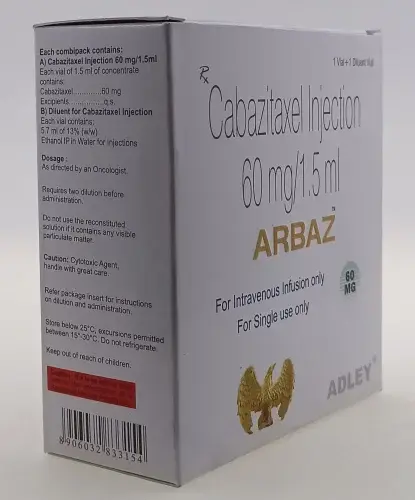 Each combipack contains:
A) Cabazitaxel Injection 60 mg/1.5ml
Each vial of 1.5 ml of concentrate
contains:
Cabazitaxel.............60 mg
Excipients...............q.s.
B) Diluent for Cabazitaxel Injection
Each vial contains:
5.7 ml of 13% (w/w)
Ethanol IP in Water for injections
Dosage :
As directed by an Oncologist.
Requires two dilution before
administration.
Do not use the reconstituted
solution if it contains any visible
particulate matter.
Caution: Cytotoxic Agent,
handle with great care
Refer package insert for instructions
on dilution and administration.
Store below 25°C, excursions permitted
between 15°-30°C. Do not refrigerate.
Keep out of reach of children.
8 906032 833154
1 Vial + 1 Diluent Vial
Rx
Cabazitaxel Injection
60 mg/1.5 ml
ARBAZ™
60
MG
For Intravenous Infusion only
For Single use only
ADLEY®